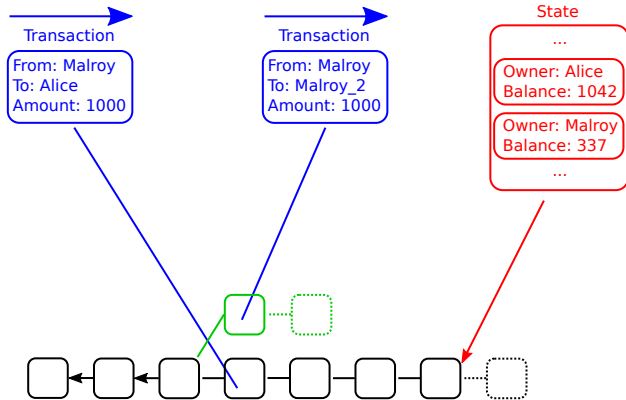 Transaction
From: Malroy
To: Alice
Amount: 1000
Transaction
From: Malroy
To: Malroy_2
Amount: 1000
State
...
Owner: Alice
Balance: 1042
Owner: Malroy
Balance: 337
...